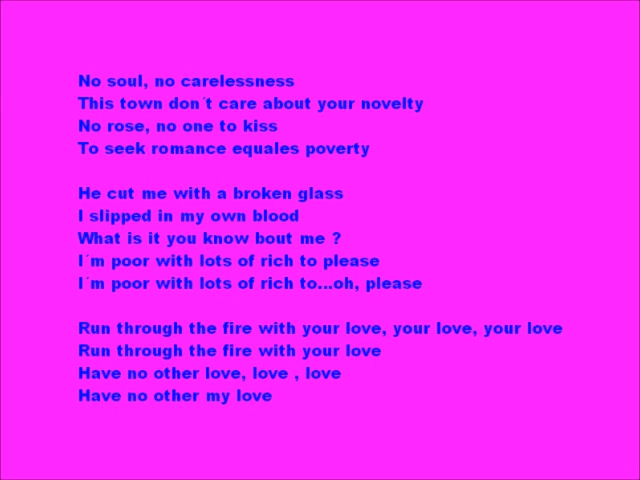 No soul, no carelessness
This town don´t care about your novelty
No rose, no one to kiss
To seek romance equales poverty
He cut me with a broken glass
I slipped in my own blood
What is it you know bout me ?
I´m poor with lots of rich to please
I´m poor with lots of rich to...oh, please
Run through the fire with your love, your love, your love
Run through the fire with your love
Have no other love, love , love
Have no other my love